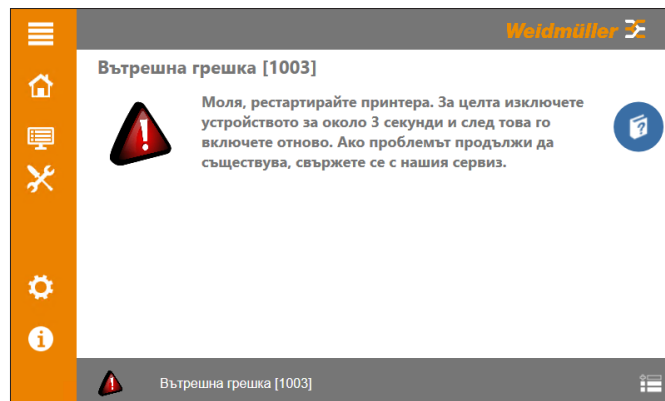 Weidmüller
Вътрешна грешка [1003]
Моля, рестартирайте принтера. За целта изключете
устройството за около 3 секунди и след това го
включете отново. Ако проблемът продължи да
съществува, свържете се с нашия сервиз.
Вътрешна грешка [1003]